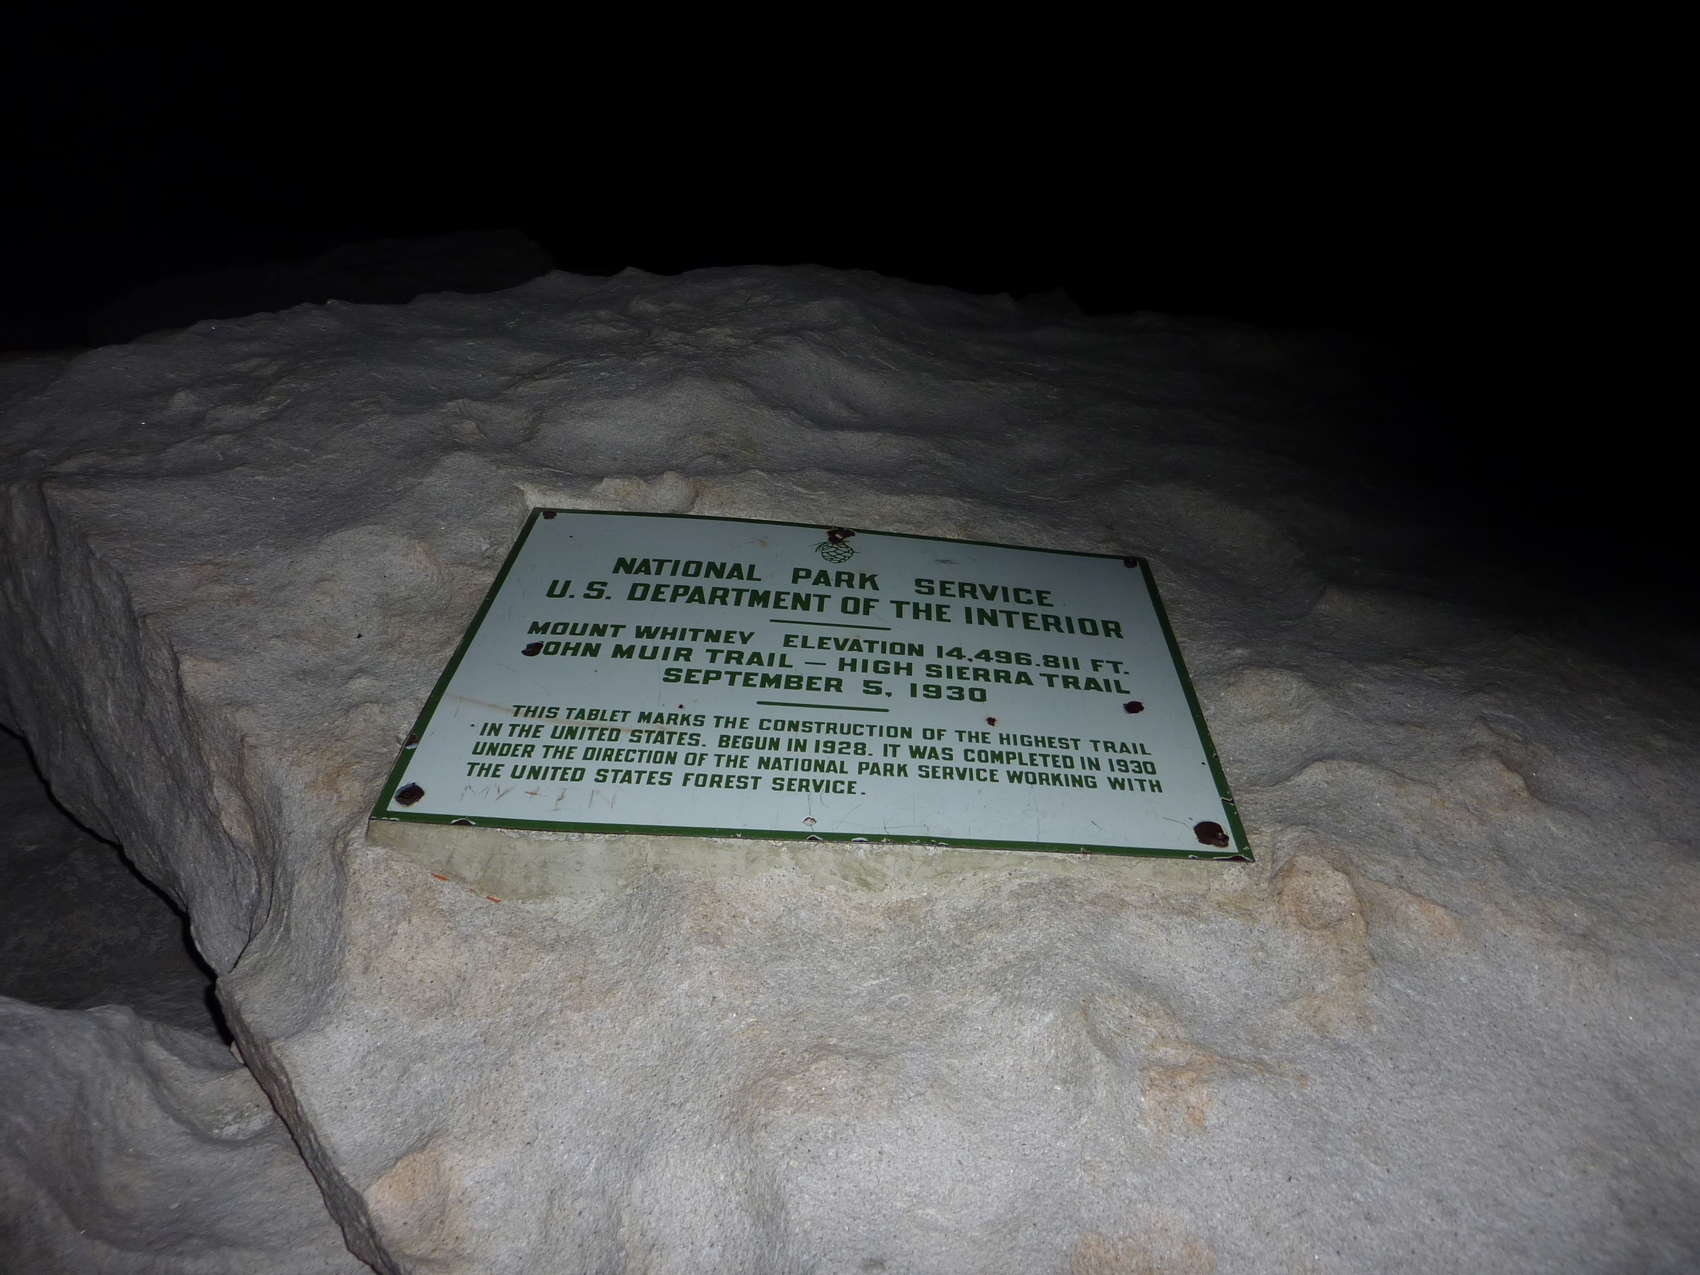 NATIONAL PARK SERVICE
U.S. DEPARTMENT OF THE INTERIOR
MOUNT WHITNEY ELEVATION 14,496.811 FT.
JOHN MUIR TRAIL – HIGH SIERRA TRAIL
SEPTEMBER 5, 1930
THIS TABLET MARKS THE CONSTRUCTION OF THE HIGHEST TRAIL
IN THE UNITED STATES. BEGUN IN 1928. IT WAS COMPLETED IN 1930
UNDER THE DIRECTION OF THE NATIONAL PARK SERVICE WORKING WITH
THE UNITED STATES FOREST SERVICE.